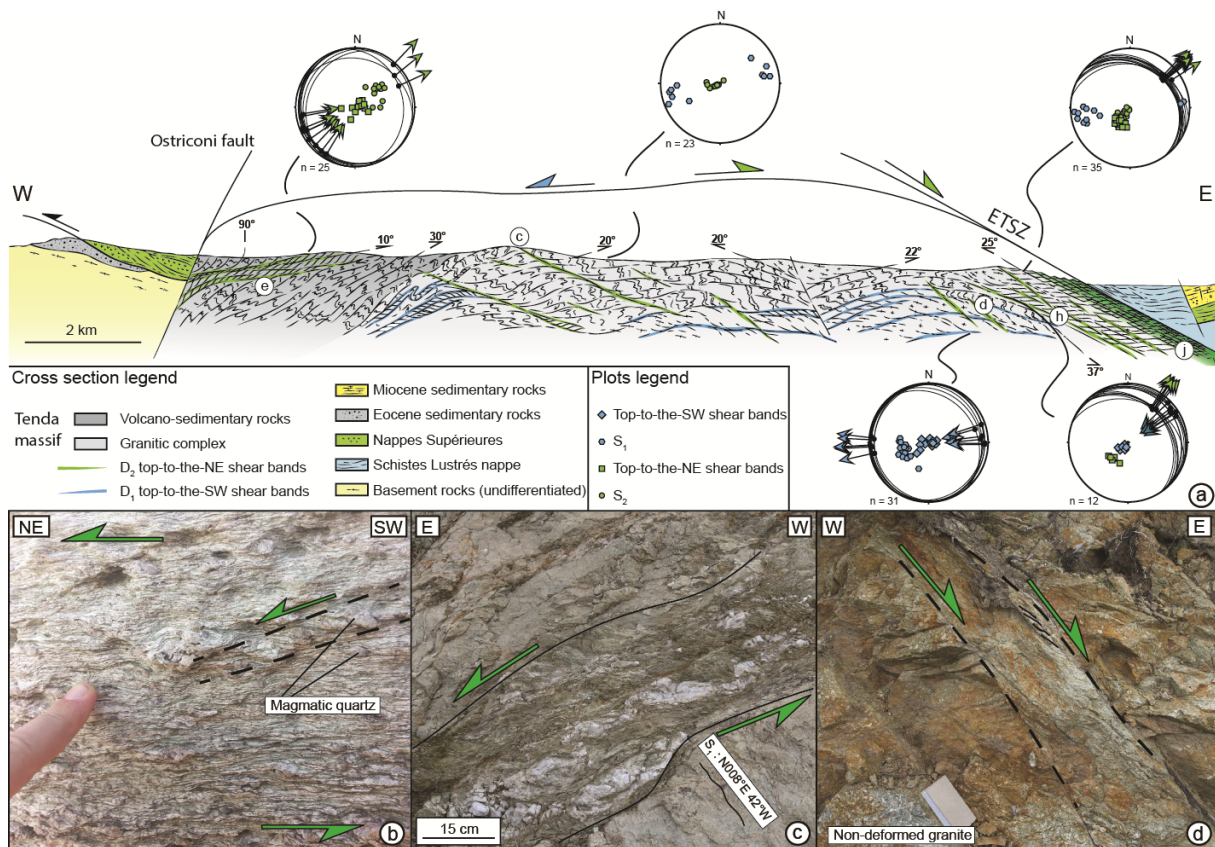 N
N
N
Ostriconi fault
n = 25
n = 23
n = 35
W
E
ETSZ
90°
10°
30°
c
20°
20°
22°
25°
e
d
h
j
2 km
37°
Cross section legend
Tenda massif
Volcano-sedimentary rocks
Granitic complex
D2 top-to-the-NE shear bands
D1 top-to-the-SW shear bands
Miocene sedimentary rocks
Eocene sedimentary rocks
Nappes Supérieures
Schistes Lustrés nappe
Basement rocks (undifferentiated)
Plots legend
Top-to-the-SW shear bands
S1
Top-to-the-NE shear bands
S2
N
N
n = 31
n = 12
a
NE
SW
Magmatic quartz
b
E
W
S1 : N008°E 42°W
15 cm
c
W
E
Non-deformed granite
d